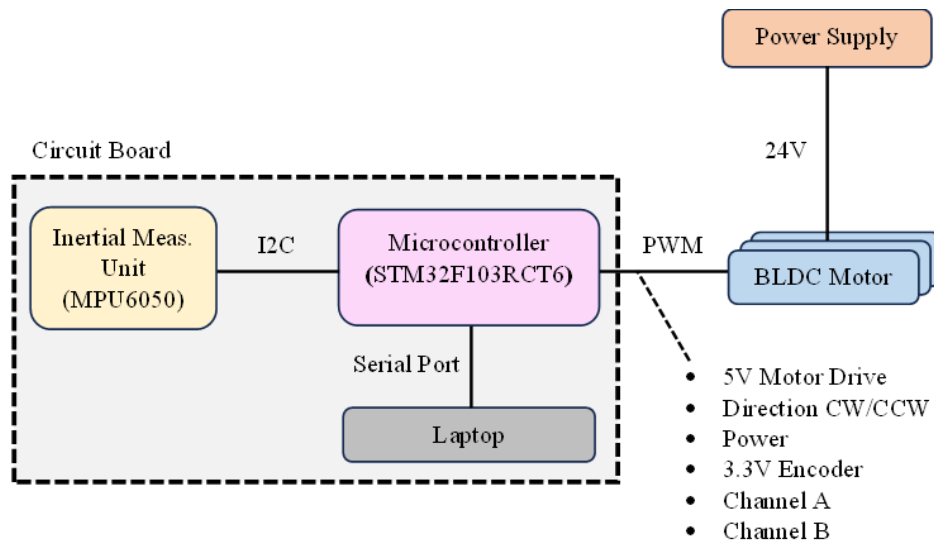 Power Supply
24V
Circuit Board
Inertial Meas.
Unit
(MPU6050)
I2C
Microcontroller
(STM32F103RCT6)
PWM
BLDC Motor
Serial Port
Laptop
• 5V Motor Drive
• Direction CW/CCW
• Power
• 3.3V Encoder
• Channel A
• Channel B